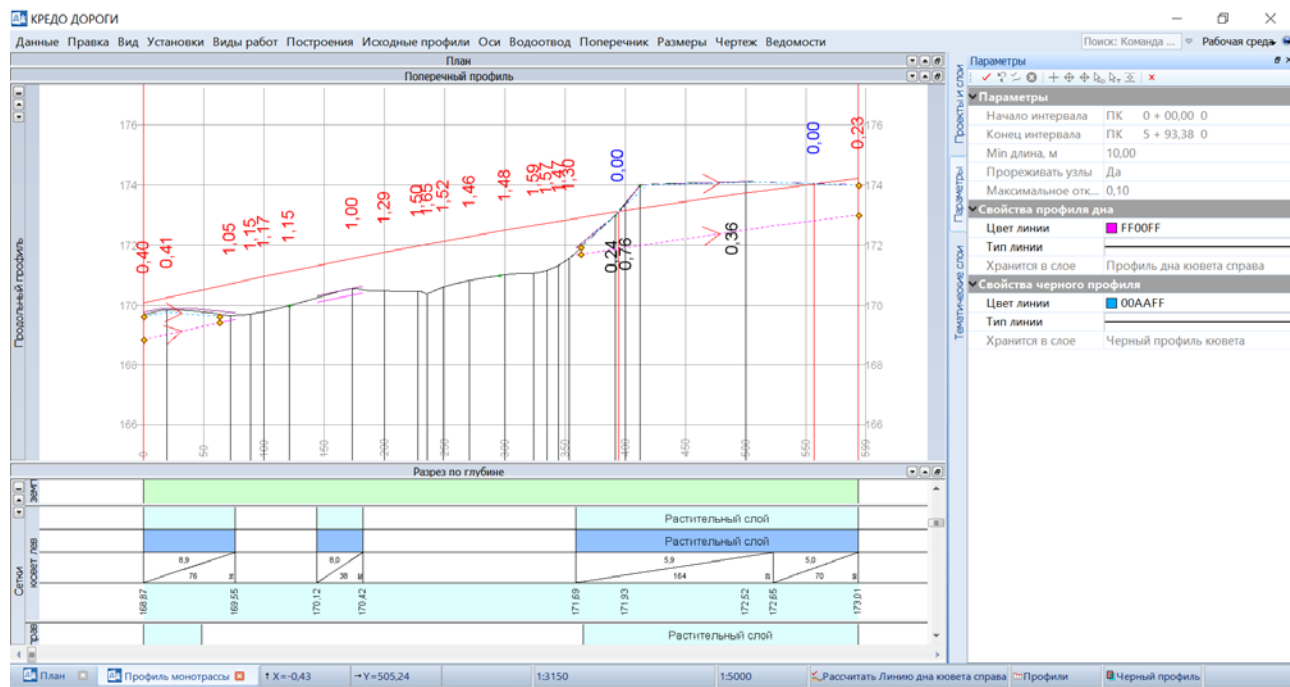 КРЕДО ДОРОГИ
Данные Правка Вид Установки Виды работ Построения Исходные профили Оси Водоотвод Поперечник Размеры Чертеж Ведомости
Поиск: Команда ... Рабочая среда
План
Поперечный профиль
Продольный профиль
176 176
174 174
172 172
170 170
168 168
166 166
0,40 0,41 1,05 1,15 1,17 1,15 1,00 1,29 1,50 1,65 1,52 1,46 1,48 1,59 1,57 1,47 1,30 0,00 0,00 0,23
0,24 0,76 0,36
0 50 100 150 200 250 300 350 400 450 500 550 599
Разрез по глубине
Сетки
земп
кювет лев
Растительный слой
Растительный слой
8,9 8,0 5,9 5,0
76 38 164 70
168,87 169,55 170,12 170,42 171,69 171,93 172,52 172,65 173,01
прав
Растительный слой
Проекты и слои
Параметры
Тематические слои
Параметры
Параметры
Начало интервала ПК 0 + 00,00 0
Конец интервала ПК 5 + 93,38 0
Min длина, м 10,00
Прореживать узлы Да
Максимальное отк... 0,10
Свойства профиля дна
Цвет линии FF00FF
Тип линии
Хранится в слое Профиль дна кювета справа
Свойства черного профиля
Цвет линии 00AAFF
Тип линии
Хранится в слое Черный профиль кювета
План Профиль монотрассы X=-0,43 Y=505,24 1:3150 1:5000 Рассчитать Линию дна кювета справа Профили Черный профиль